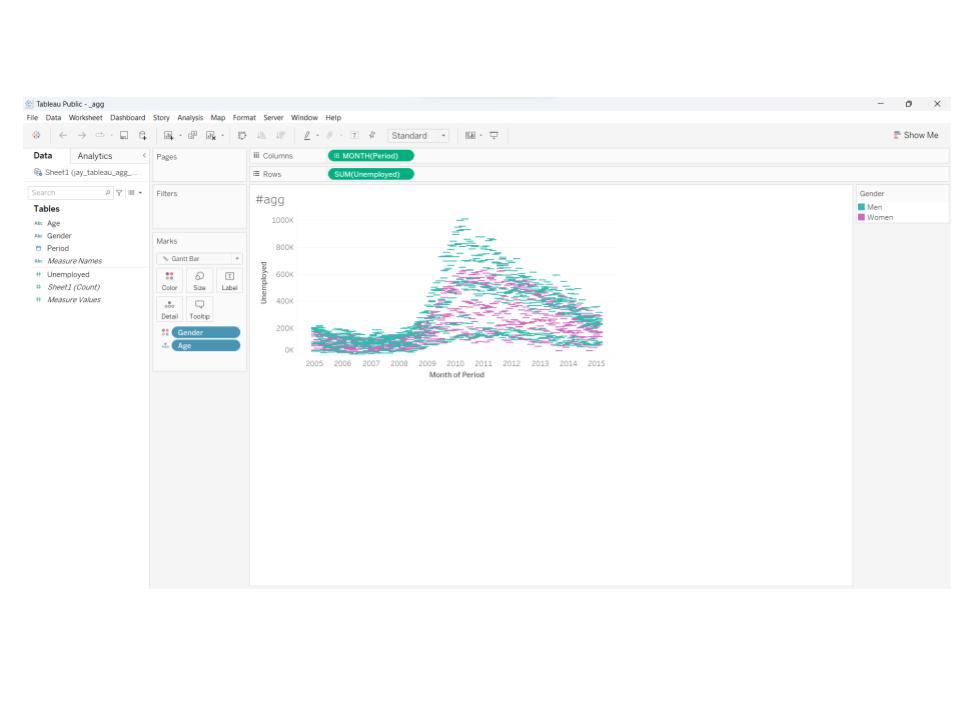 Tableau Public - _agg
File Data Worksheet Dashboard Story Analysis Map Format Server Window Help
Standard
Show Me
Data Analytics
Sheet1 (jay_tableau_agg_...
Search
Tables
Abc Age
Abc Gender
Period
Abc Measure Names
# Unemployed
# Sheet1 (Count)
# Measure Values
Pages
Filters
Marks
Gantt Bar
Color Size Label
Detail Tooltip
Gender
Age
Columns MONTH(Period)
Rows SUM(Unemployed)
#agg
1000K
800K
600K
400K
200K
0K
Unemployed
2005 2006 2007 2008 2009 2010 2011 2012 2013 2014 2015
Month of Period
Gender
Men
Women